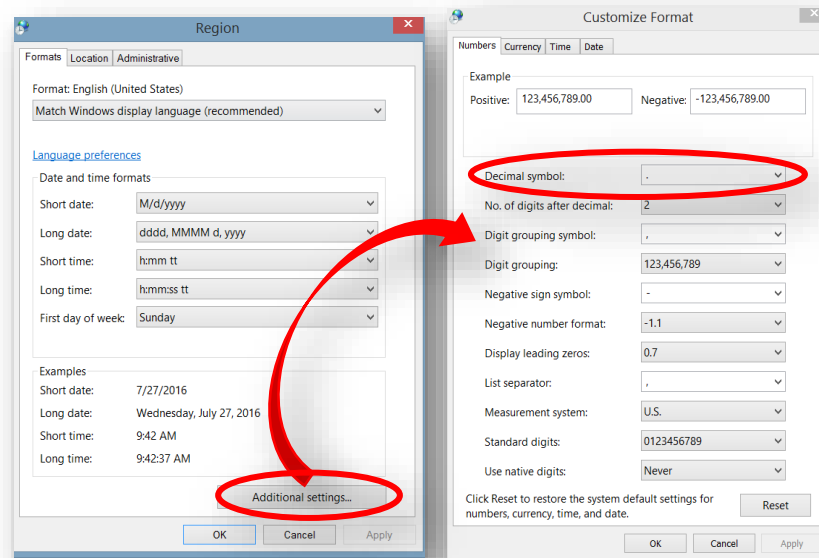 Region
Formats Location Administrative
Format: English (United States)
Match Windows display language (recommended)
Language preferences
Date and time formats
Short date: M/d/yyyy
Long date: dddd, MMMM d, yyyy
Short time: h:mm tt
Long time: h:mm:ss tt
First day of week: Sunday
Examples
Short date: 7/27/2016
Long date: Wednesday, July 27, 2016
Short time: 9:42 AM
Long time: 9:42:37 AM
Additional settings...
OK Cancel Apply
Customize Format
Numbers Currency Time Date
Example
Positive: 123,456,789.00 Negative: -123,456,789.00
Decimal symbol: .
No. of digits after decimal: 2
Digit grouping symbol: ,
Digit grouping: 123,456,789
Negative sign symbol: -
Negative number format: -1.1
Display leading zeros: 0.7
List separator: ,
Measurement system: U.S.
Standard digits: 0123456789
Use native digits: Never
Click Reset to restore the system default settings for
numbers, currency, time, and date.
Reset
OK Cancel Apply